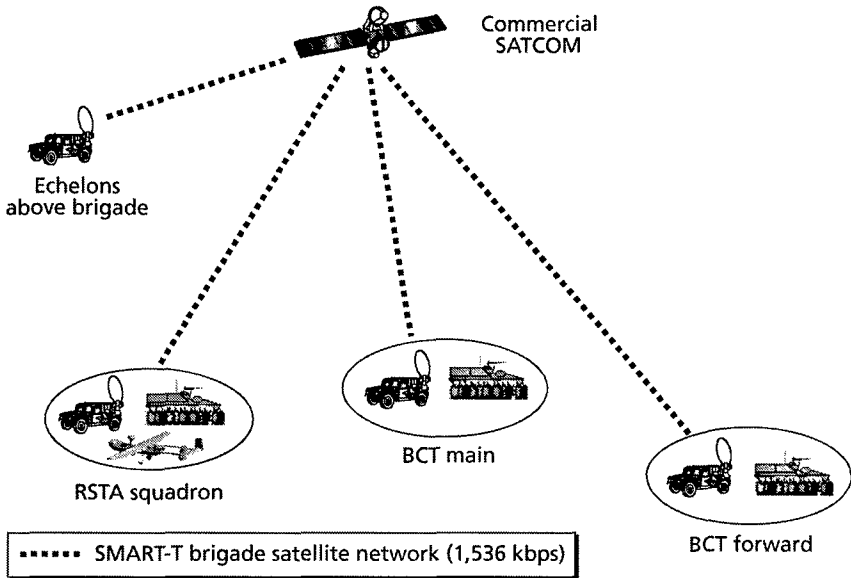 Commercial
SATCOM
Echelons
above brigade
RSTA squadron
BCT main
BCT forward
SMART-T brigade satellite network (1,536 kbps)